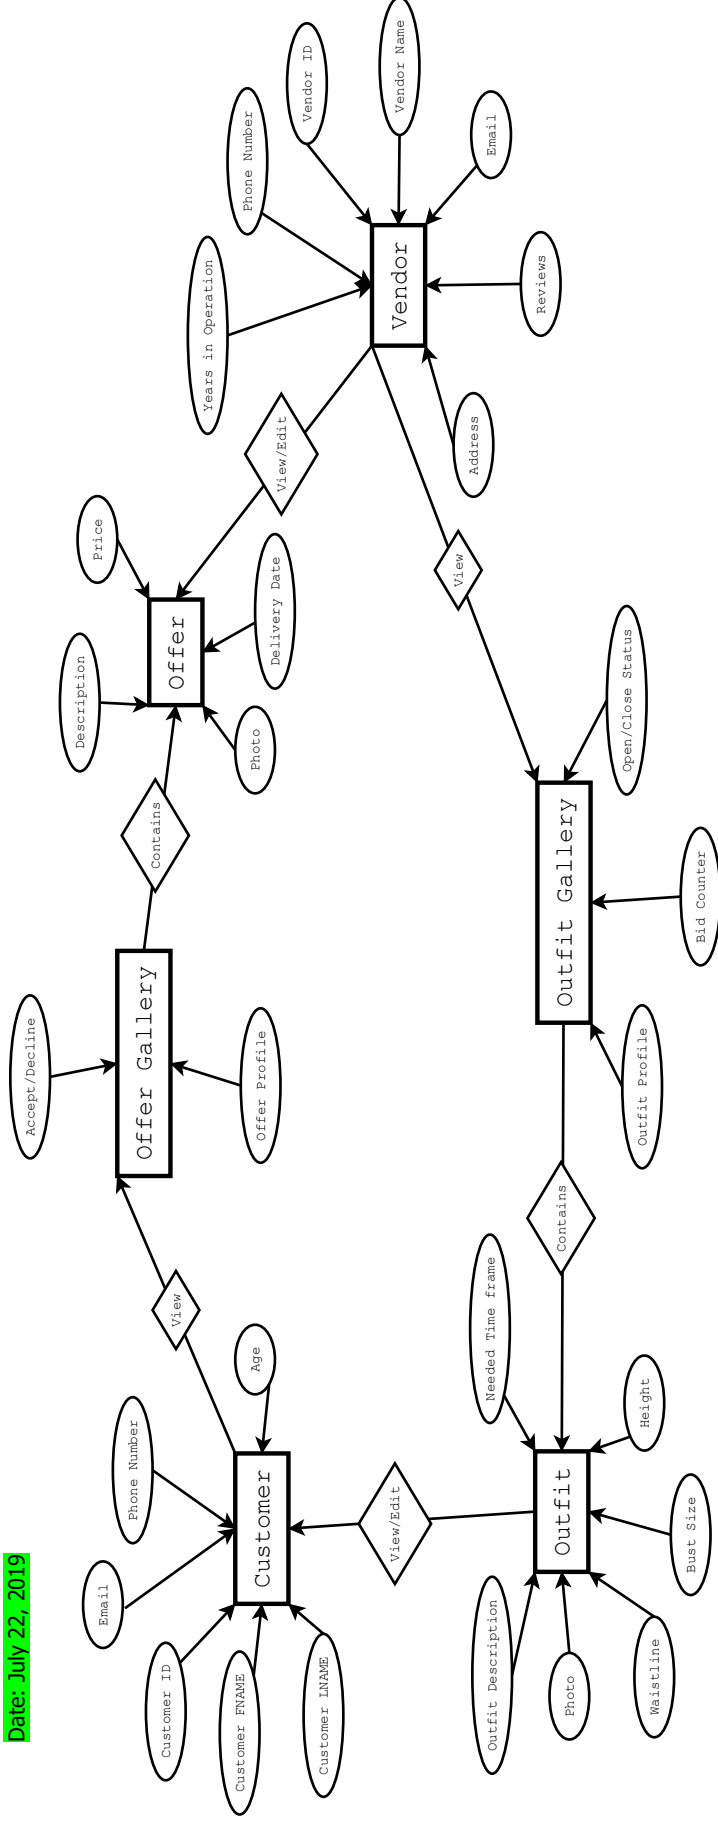 Date: July 22, 2019
Email
Phone Number
Customer ID
Customer FNAME
Customer LNAME
Customer
Age
View
Accept/Decline
Offer Gallery
Offer Profile
Contains
Description
Price
Offer
Photo
Delivery Date
View/Edit
Years in Operation
Phone Number
Vendor ID
Vendor Name
Email
Vendor
Reviews
Address
View
View/Edit
Outfit Description
Photo
Waistline
Outfit
Needed Time frame
Height
Bust Size
Contains
Outfit Gallery
Outfit Profile
Bid Counter
Open/Close Status